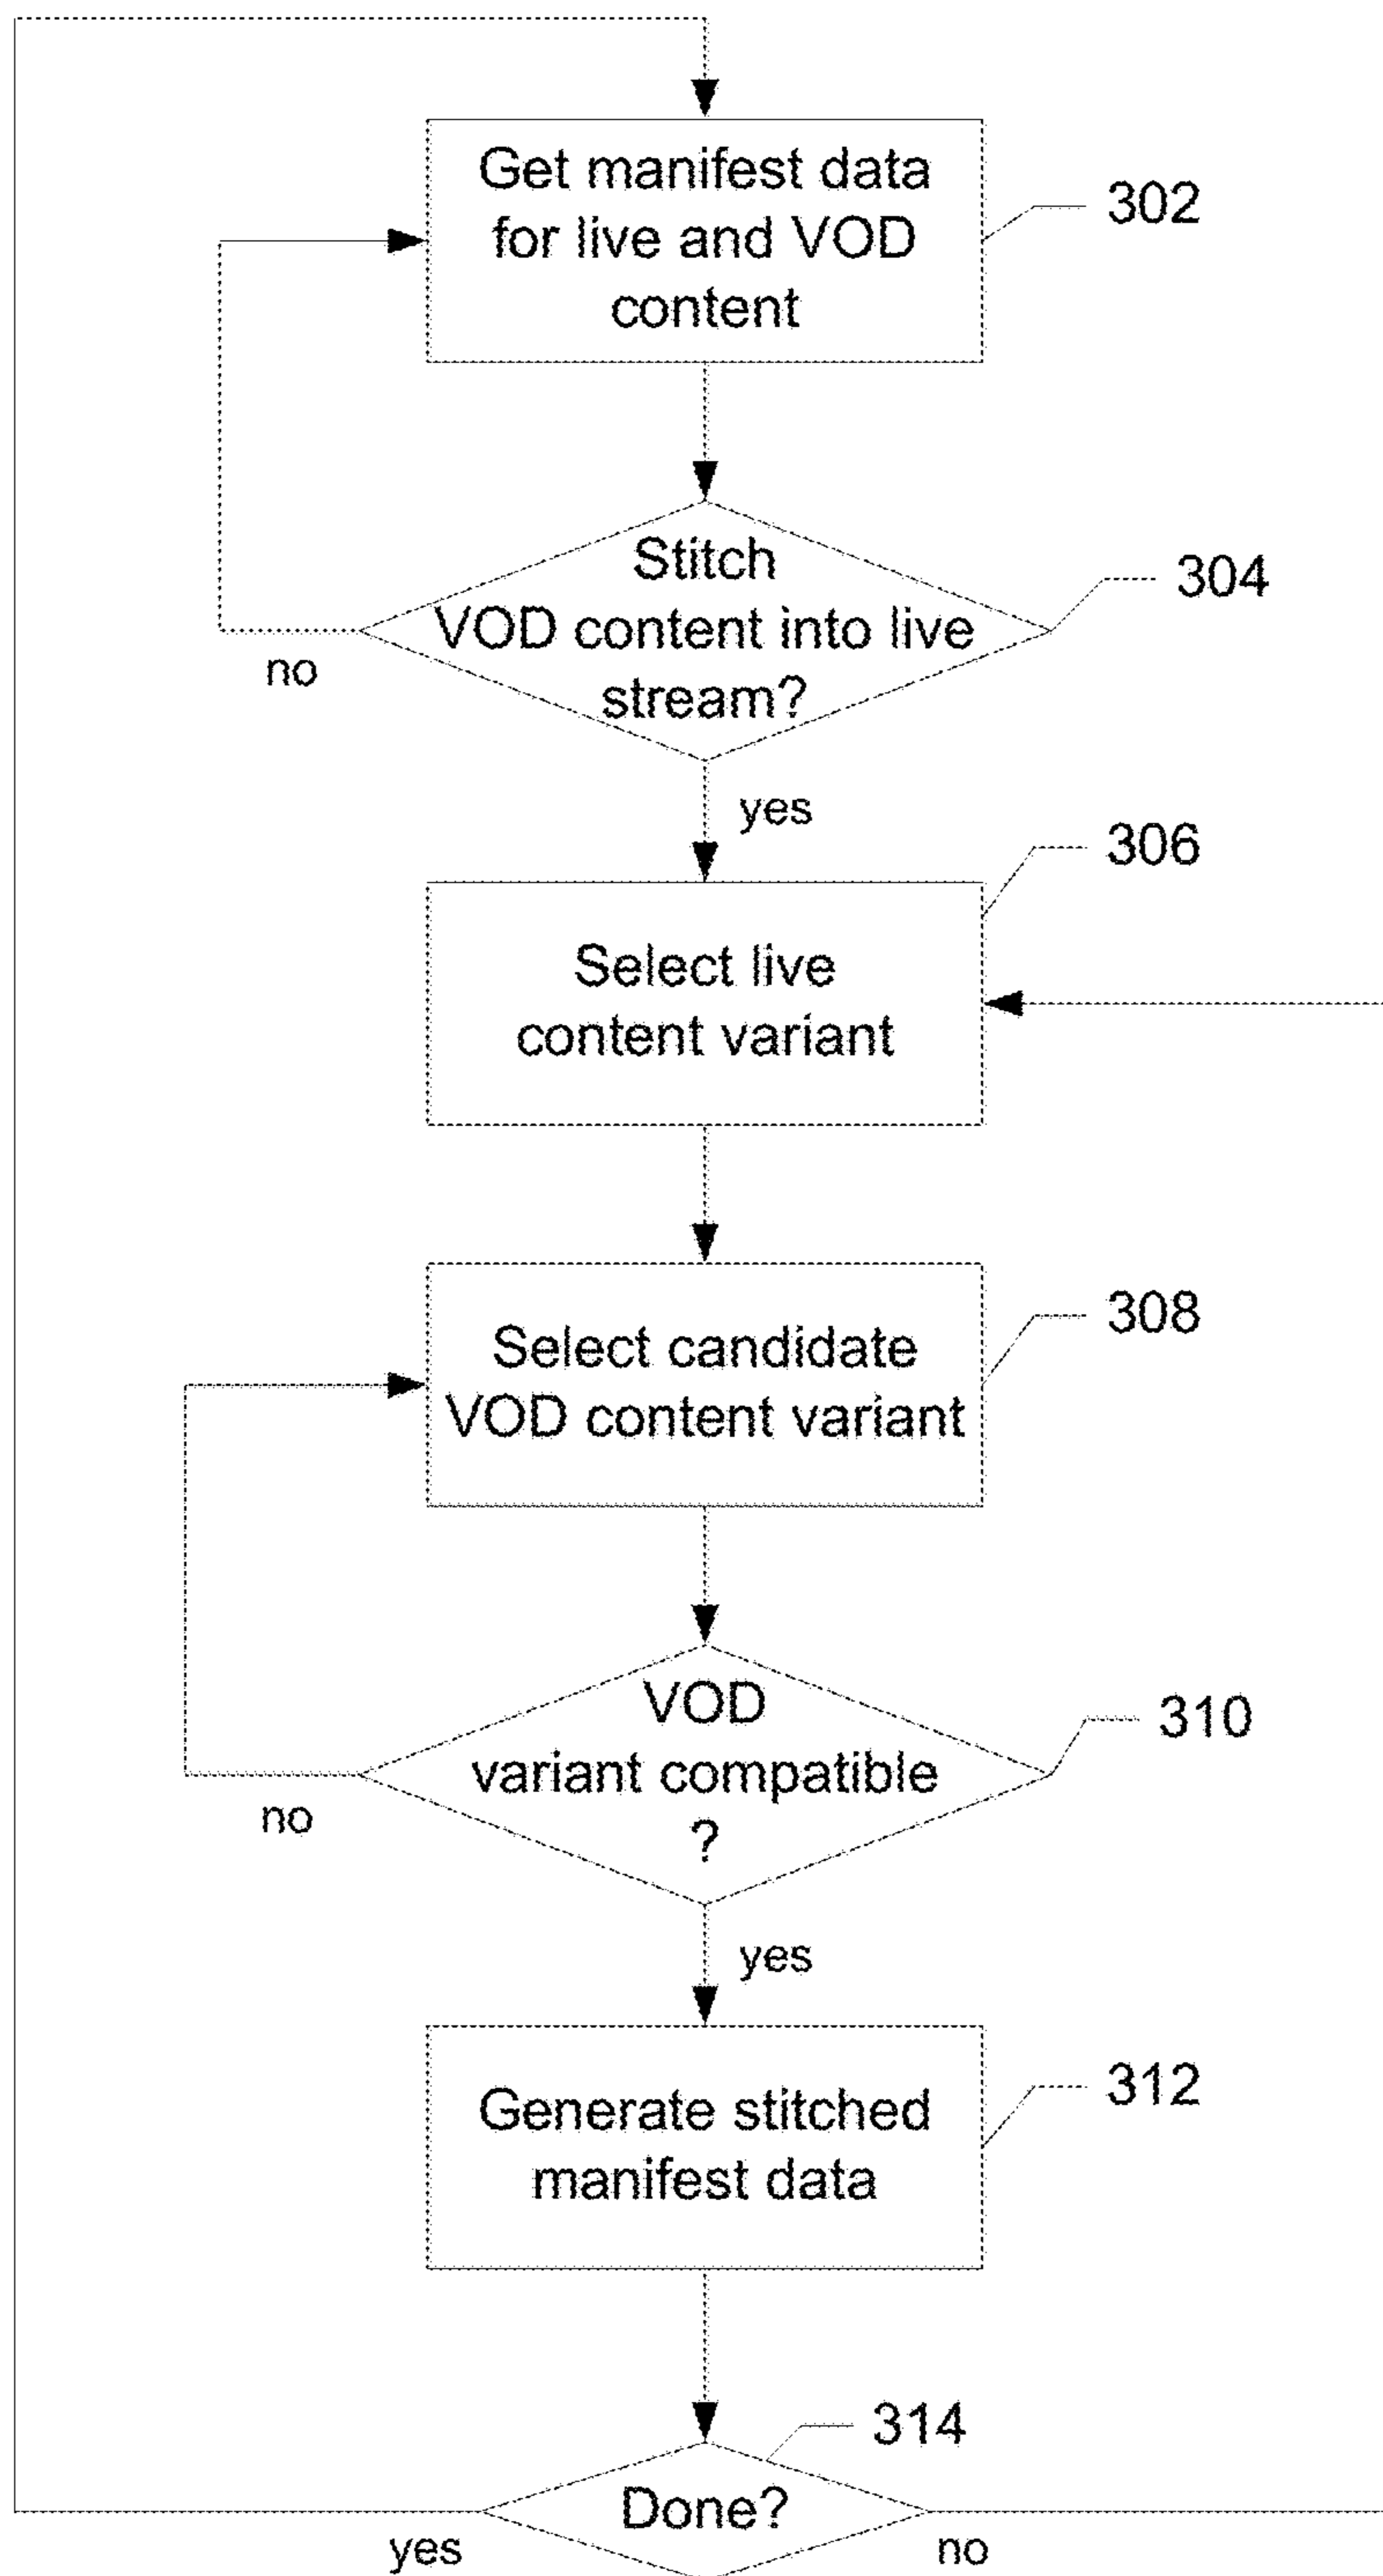 Get manifest data
for live and VOD
content
302
Stitch
VOD content into live
stream?
304
no
yes
306
Select live
content variant
308
Select candidate
VOD content variant
VOD
variant compatible
?
310
no
yes
312
Generate stitched
manifest data
314
Done?
yes
no